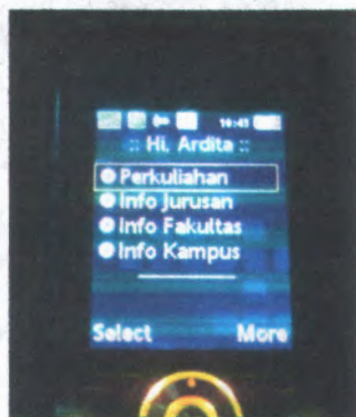 :: Hi, Ardita ::
Perkuliahan
Info Jurusan
Info Fakultas
Info Kampus
Select More